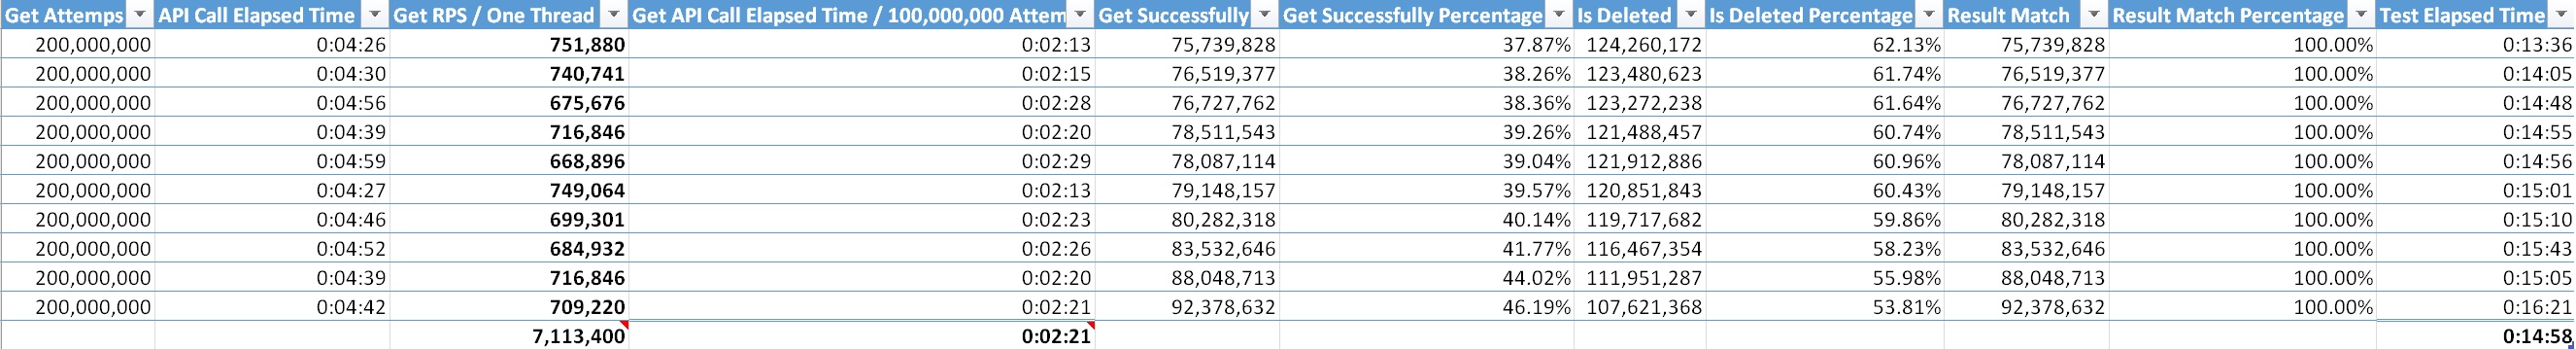 Get Attemps API Call Elapsed Time Get RPS / One Thread Get API Call Elapsed Time / 100,000,000 Attem Get Successfully Get Successfully Percentage Is Deleted Is Deleted Percentage Result Match Result Match Percentage Test Elapsed Time
200,000,000 0:04:26 751,880 0:02:13 75,739,828 37.87% 124,260,172 62.13% 75,739,828 100.00% 0:13:36
200,000,000 0:04:30 740,741 0:02:15 76,519,377 38.26% 123,480,623 61.74% 76,519,377 100.00% 0:14:05
200,000,000 0:04:56 675,676 0:02:28 76,727,762 38.36% 123,272,238 61.64% 76,727,762 100.00% 0:14:48
200,000,000 0:04:39 716,846 0:02:20 78,511,543 39.26% 121,488,457 60.74% 78,511,543 100.00% 0:14:55
200,000,000 0:04:59 668,896 0:02:29 78,087,114 39.04% 121,912,886 60.96% 78,087,114 100.00% 0:14:56
200,000,000 0:04:27 749,064 0:02:13 79,148,157 39.57% 120,851,843 60.43% 79,148,157 100.00% 0:15:01
200,000,000 0:04:46 699,301 0:02:23 80,282,318 40.14% 119,717,682 59.86% 80,282,318 100.00% 0:15:10
200,000,000 0:04:52 684,932 0:02:26 83,532,646 41.77% 116,467,354 58.23% 83,532,646 100.00% 0:15:43
200,000,000 0:04:39 716,846 0:02:20 88,048,713 44.02% 111,951,287 55.98% 88,048,713 100.00% 0:15:05
200,000,000 0:04:42 709,220 0:02:21 92,378,632 46.19% 107,621,368 53.81% 92,378,632 100.00% 0:16:21
7,113,400 0:02:21 0:14:58